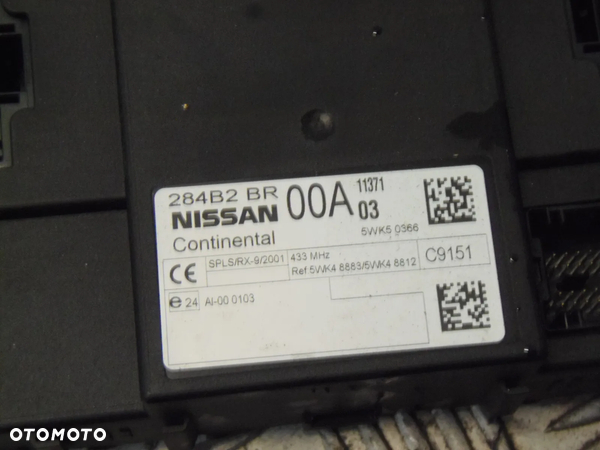 284B2 BR 00A 11371
NISSAN 03
Continental 5WK5 0366
CE SPLS/RX-9/2001 433 MHz C9151
Ref.5WK4 8883/5WK4 8812
e 24 AI-00 0103
OTOMOTO